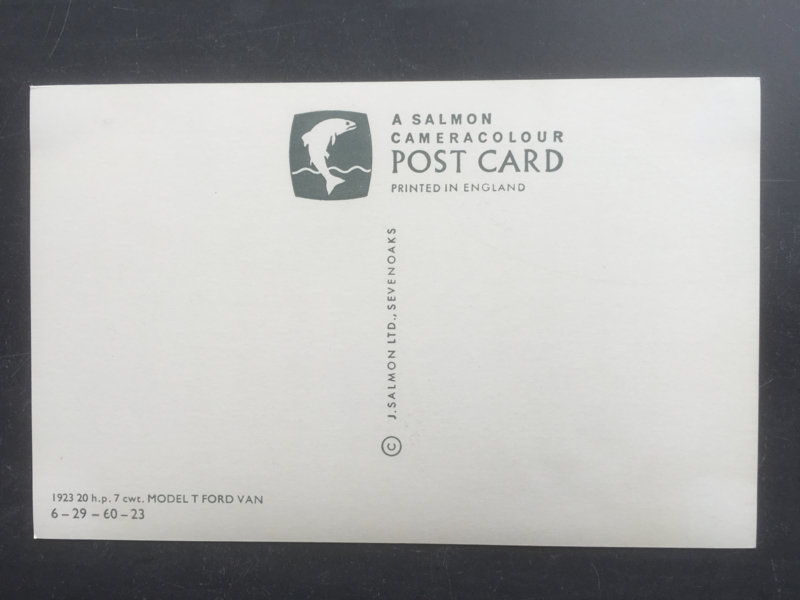 A SALMON
CAMERACOLOUR
POST CARD
PRINTED IN ENGLAND
© J. SALMON LTD., SEVENOAKS
1923 20 h.p. 7 cwt. MODEL T FORD VAN
6 – 29 – 60 – 23